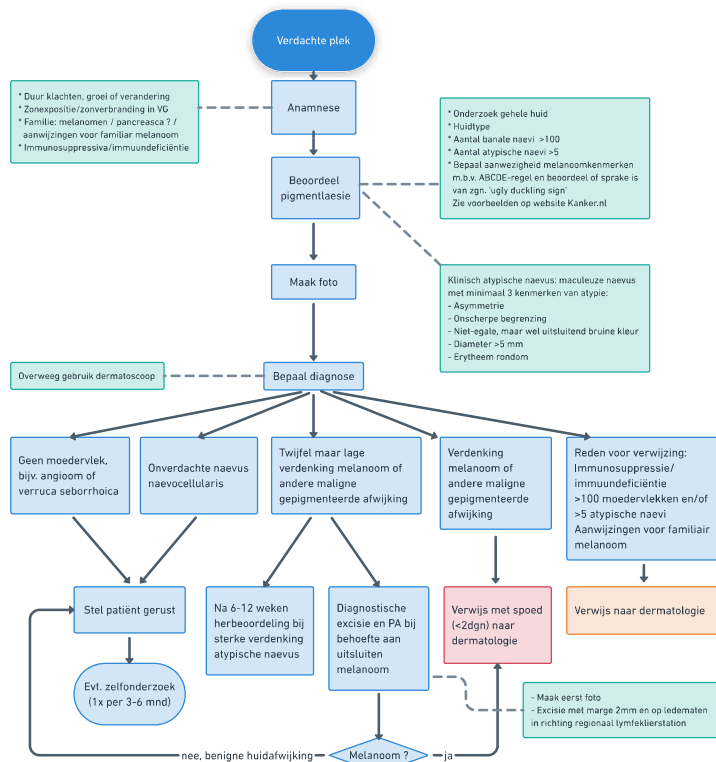 Verdachte plek
* Duur klachten, groei of verandering
* Zonexpositie/zonverbranding in VG
* Familie: melanomen / pancreasca ? /
aanwijzingen voor familiar melanoom
* Immunosuppressiva/immuundeficiëntie
Anamnese
* Onderzoek gehele huid
* Huidtype
* Aantal banale naevi >100
* Aantal atypische naevi >5
* Bepaal aanwezigheid melanoomkenmerken
m.b.v. ABCDE-regel en beoordeel of sprake is
van zgn. 'ugly duckling sign'
Zie voorbeelden op website Kanker.nl
Beoordeel
pigmentlaesie
Maak foto
Klinisch atypische naevus: maculeuze naevus
met minimaal 3 kenmerken van atypie:
- Asymmetrie
- Onscherpe begrenzing
- Niet-egale, maar wel uitsluitend bruine kleur
- Diameter >5 mm
- Erytheem rondom
Overweeg gebruik dermatoscoop
Bepaal diagnose
Geen moedervlek,
bijv. angioom of
verruca seborrhoica
Onverdachte naevus
naevocellularis
Twijfel maar lage
verdenking melanoom of
andere maligne
gepigmenteerde afwijking
Verdenking
melanoom of
andere maligne
gepigmenteerde
afwijking
Reden voor verwijzing:
Immunosuppressie/
immuundeficiëntie
>100 moedervlekken en/of
>5 atypische naevi
Aanwijzingen voor familiair
melanoom
Stel patiënt gerust
Na 6-12 weken
herbeoordeling bij
sterke verdenking
atypische naevus
Diagnostische
excisie en PA bij
behoefte aan
uitsluiten
melanoom
Verwijs met spoed
(<2dgn) naar
dermatologie
Verwijs naar dermatologie
Evt. zelfonderzoek
(1x per 3-6 mnd)
- Maak eerst foto
- Excisie met marge 2mm en op ledematen
in richting regionaal lymfeklierstation
nee, benigne huidafwijking
Melanoom ?
ja